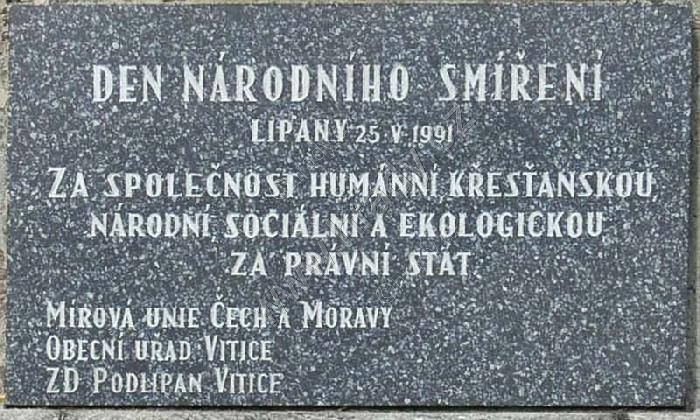 DEN NÁRODNÍHO SMÍŘENÍ
LIPANY 25 V 1991
ZA SPOLEČNOST HUMÁNNÍ, KŘESŤANSKOU,
NÁRODNÍ, SOCIÁLNÍ A EKOLOGICKOU
ZA PRÁVNÍ STÁT.
MÍROVÁ UNIE ČECH A MORAVY
OBECNÍ ÚŘAD VITICE
ZD PODLIPAN VITICE